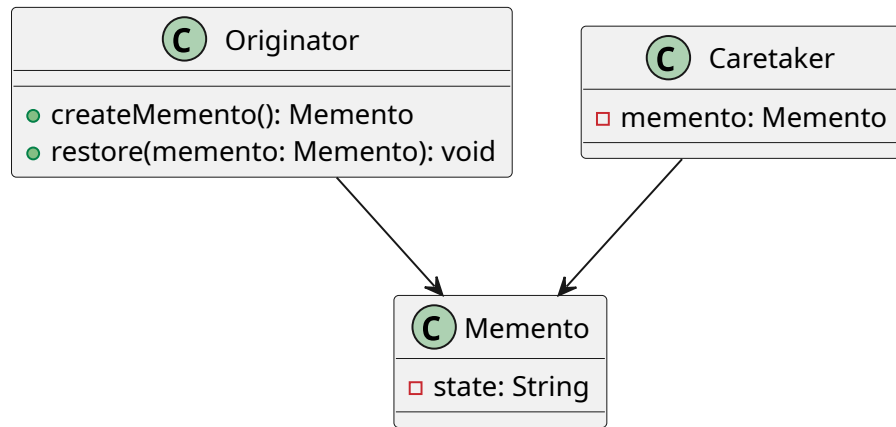 C Originator
createMemento(): Memento
restore(memento: Memento): void
C Caretaker
memento: Memento
C Memento
state: String